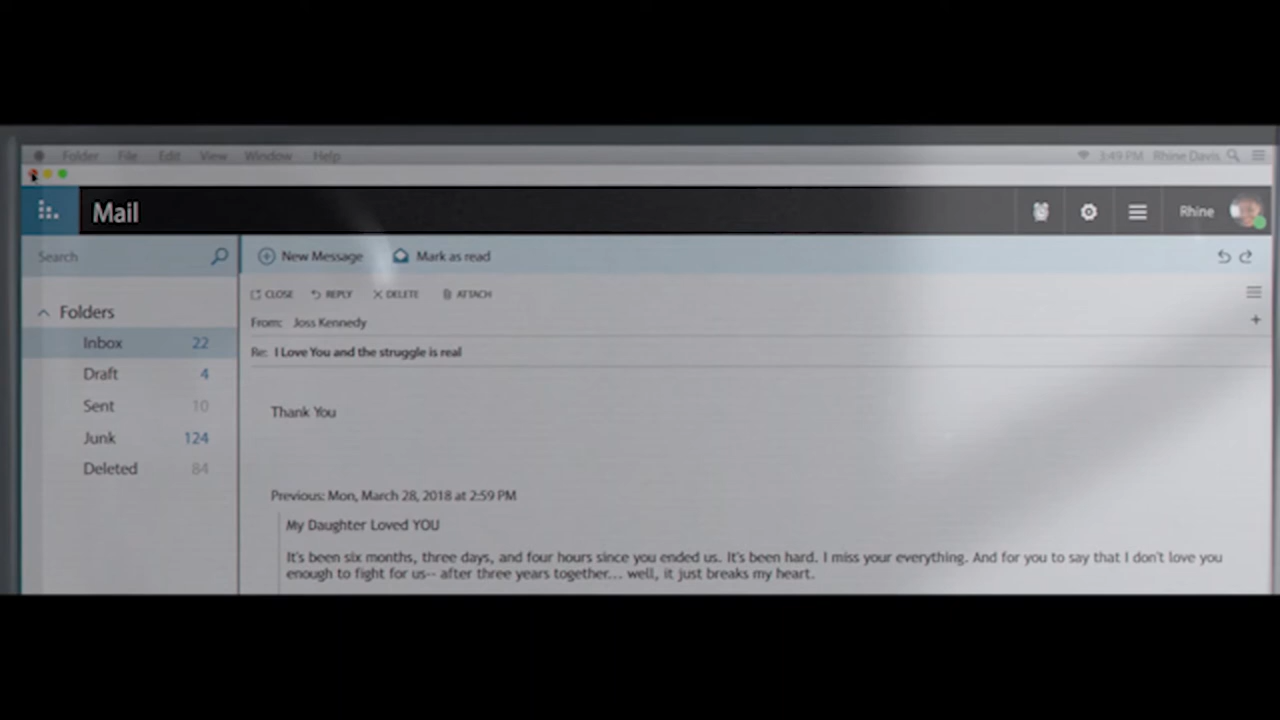 Folder File Edit View Window Help 3:49 PM Rhine Davis
Mail Rhine
Search New Message Mark as read
CLOSE REPLY DELETE ATTACH
Folders
From: Joss Kennedy
Inbox 22
Re: I Love You and the struggle is real
Draft 4
Sent 10
Thank You
Junk 124
Deleted 84
Previous: Mon, March 28, 2018 at 2:59 PM
My Daughter Loved YOU
It's been six months, three days, and four hours since you ended us. It's been hard. I miss your everything. And for you to say that I don't love you
enough to fight for us-- after three years together... well, it just breaks my heart.